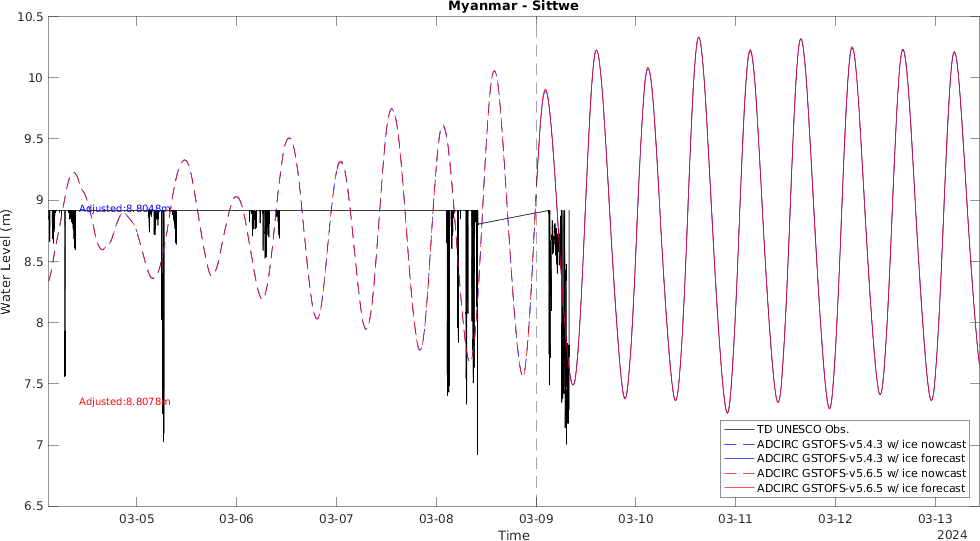 Myanmar - Sittwe
10.5
10
9.5
9
8.5
8
7.5
7
6.5
Water Level (m)
Adjusted:8.8048m
Adjusted:8.8078m
TD UNESCO Obs.
ADCIRC GSTOFS-v5.4.3 w/ ice nowcast
ADCIRC GSTOFS-v5.4.3 w/ ice forecast
ADCIRC GSTOFS-v5.6.5 w/ ice nowcast
ADCIRC GSTOFS-v5.6.5 w/ ice forecast
03-05 03-06 03-07 03-08 03-09 03-10 03-11 03-12 03-13
Time
2024